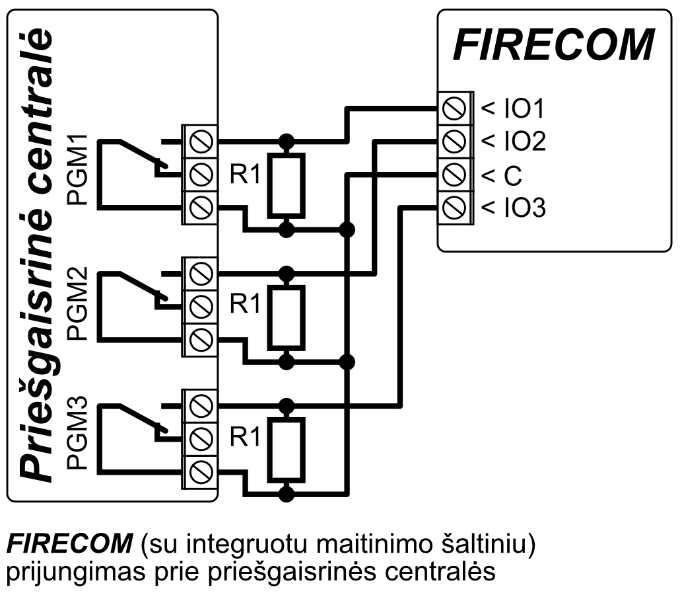 Priešgaisrinė centralė
FIRECOM
PGM1
R1
< IO1
< IO2
< C
< IO3
PGM2
R1
PGM3
R1
FIRECOM (su integruotu maitinimo šaltiniu)
prijungimas prie priešgaisrinės centralės